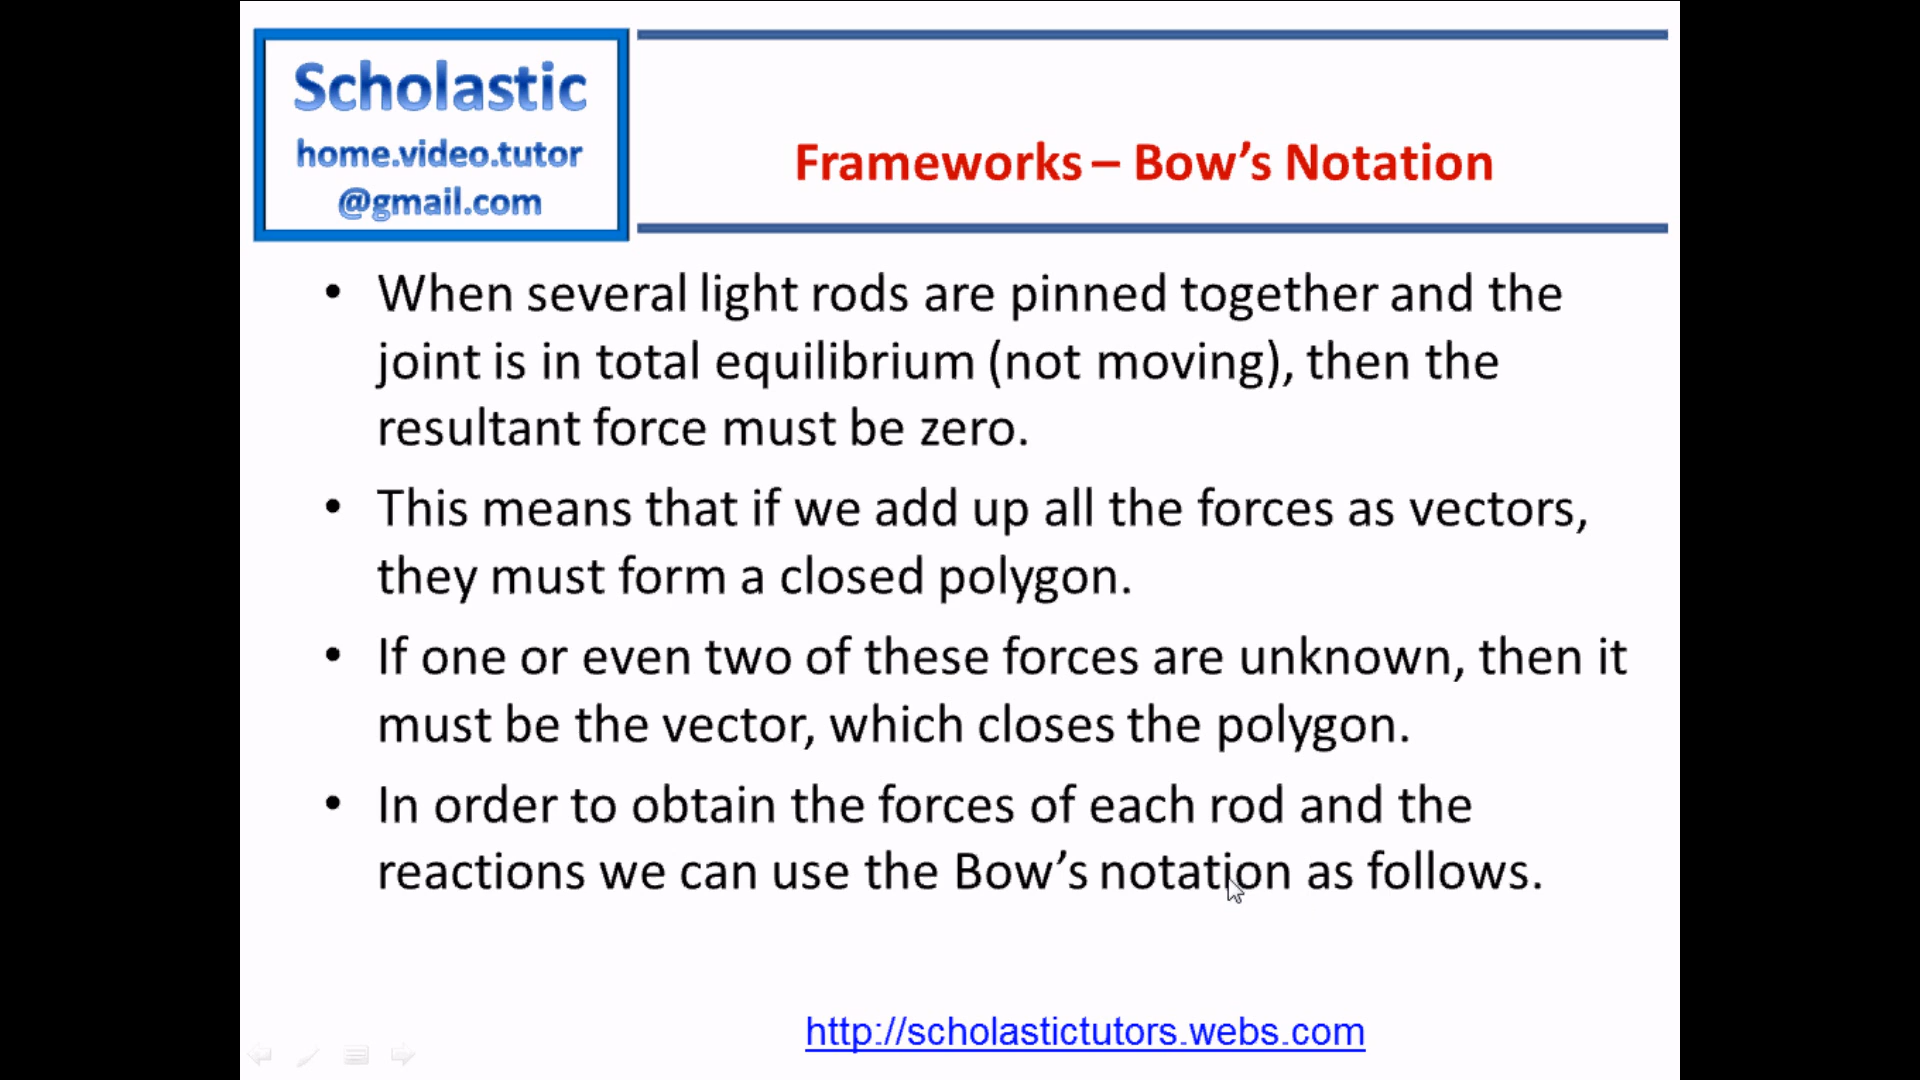 Scholastic
home.video.tutor
@gmail.com
Frameworks – Bow’s Notation
• When several light rods are pinned together and the
joint is in total equilibrium (not moving), then the
resultant force must be zero.
• This means that if we add up all the forces as vectors,
they must form a closed polygon.
• If one or even two of these forces are unknown, then it
must be the vector, which closes the polygon.
• In order to obtain the forces of each rod and the
reactions we can use the Bow’s notation as follows.
http://scholastictutors.webs.com